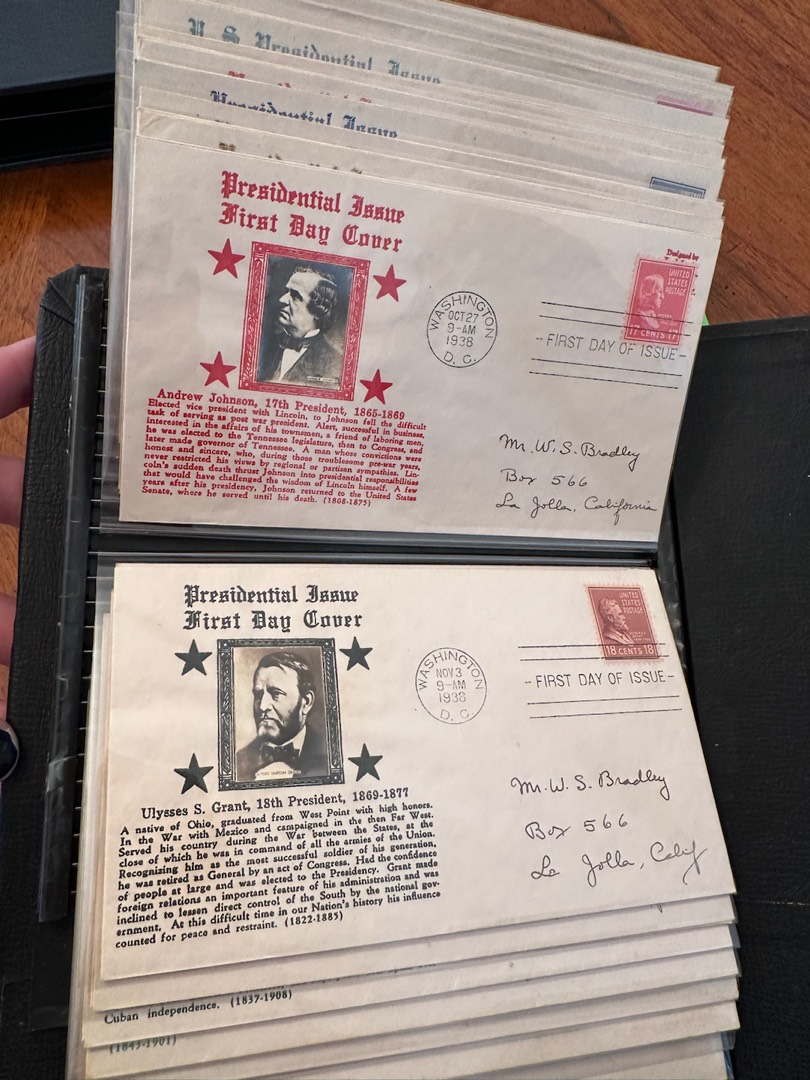 U. S. Presidential Issue
Presidential Issue
Presidential Issue
First Day Cover
Designed by
UNITED
STATES
POSTAGE
17 CENTS 17
WASHINGTON
OCT 27
9-AM
1938
D. C.
- FIRST DAY OF ISSUE -
Andrew Johnson, 17th President, 1865-1869
Elected vice president with Lincoln, to Johnson fell the difficult
task of serving as post war president. Alert, successful in business,
interested in the affairs of his townsmen, a friend of laboring men,
he was elected to the Tennessee legislature, then to Congress, and
later made governor of Tennessee. A man whose convictions were
honest and sincere, who, during those troublesome pre-war years,
never restricted his views by regional or partisan sympathies. Lin-
coln's sudden death thrust Johnson into presidential responsibilities
that would have challenged the wisdom of Lincoln himself. A few
years after his presidency, Johnson returned to the United States
Senate, where he served until his death. (1808-1875)
Mr. W. S. Bradley
Box 566
La Jolla, California
Presidential Issue
First Day Cover
UNITED
STATES
POSTAGE
18 CENTS 18
WASHINGTON
NOV 3
9-AM
1938
D. C.
- FIRST DAY OF ISSUE -
Ulysses S. Grant, 18th President, 1869-1877
A native of Ohio, graduated from West Point with high honors.
In the War with Mexico and campaigned in the then Far West.
Served his country during the War between the States, at the
close of which he was in command of all the armies of the Union.
Recognizing him as the most successful soldier of his generation,
he was retired as General by an act of Congress. Had the confidence
of people at large and was elected to the Presidency. Grant made
foreign relations an important feature of his administration and was
inclined to lessen direct control of the South by the national gov-
ernment. At this difficult time in our Nation's history his influence
counted for peace and restraint. (1822-1885)
Mr. W. S. Bradley
Box 566
La Jolla, Calif
Cuban independence. (1837-1908)
(1843-1901)